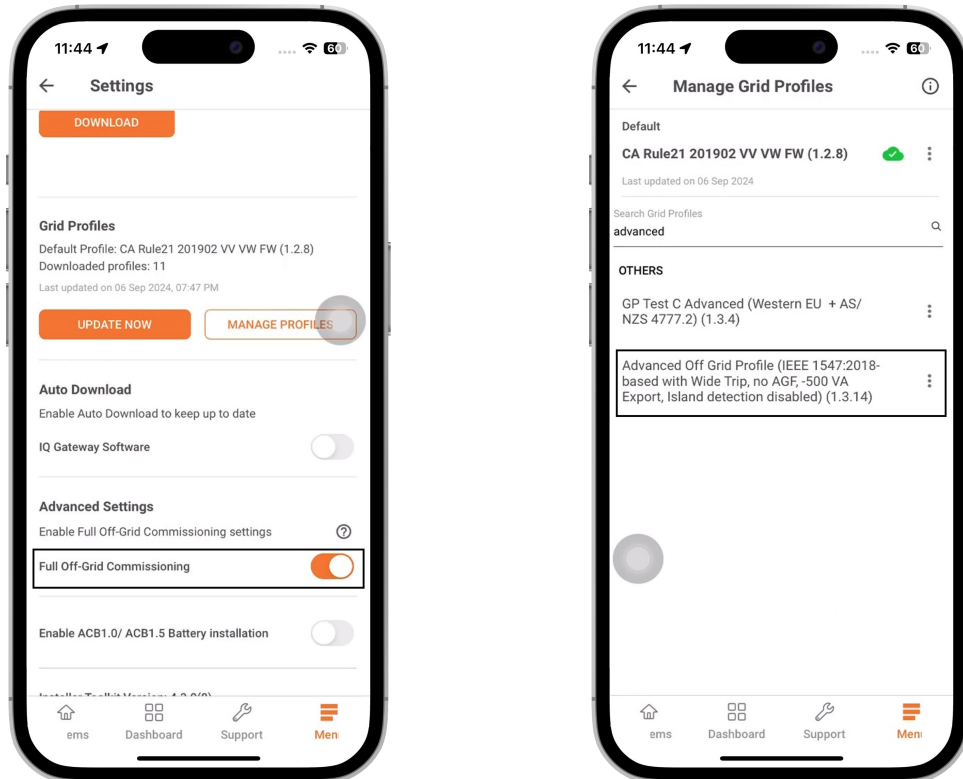 11:44
60
Settings
DOWNLOAD
Grid Profiles
Default Profile: CA Rule21 201902 VV VW FW (1.2.8)
Downloaded profiles: 11
Last updated on 06 Sep 2024, 07:47 PM
UPDATE NOW
MANAGE PROFILES
Auto Download
Enable Auto Download to keep up to date
IQ Gateway Software
Advanced Settings
Enable Full Off-Grid Commissioning settings
Full Off-Grid Commissioning
Enable ACB1.0/ ACB1.5 Battery installation
ems
Dashboard
Support
Men
11:44
60
Manage Grid Profiles
Default
CA Rule21 201902 VV VW FW (1.2.8)
Last updated on 06 Sep 2024
Search Grid Profiles
advanced
OTHERS
GP Test C Advanced (Western EU + AS/
NZS 4777.2) (1.3.4)
Advanced Off Grid Profile (IEEE 1547:2018-
based with Wide Trip, no AGF, -500 VA
Export, Island detection disabled) (1.3.14)
ems
Dashboard
Support
Men